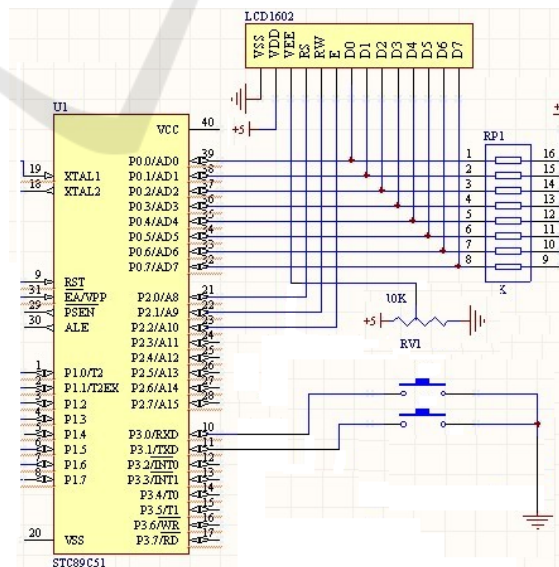 LCD1602
VSS VDD VEE RS RW E D0 D1 D2 D3 D4 D5 D6 D7
+5
U1
VCC 40
RP1
19 XTAL1 P0.0/AD0 39 1 16
18 XTAL2 P0.1/AD1 38 2 15
P0.2/AD2 37 3 14
P0.3/AD3 36 4 13
P0.4/AD4 35 5 12
P0.5/AD5 34 6 11
P0.6/AD6 33 7 10
P0.7/AD7 32 8 9
9 RST
31 EA/VPP P2.0/A8 21
29 PSEN P2.1/A9 22
30 ALE P2.2/A10 23
P2.3/A11 24
P2.4/A12 25
1 P1.0/T2 P2.5/A13 26
2 P1.1/T2EX P2.6/A14 27
3 P1.2 P2.7/A15 28
10K
+5
RV1
4 P1.3
5 P1.4 P3.0/RXD 10
6 P1.5 P3.1/TXD 11
7 P1.6 P3.2/INT0 12
8 P1.7 P3.3/INT1 13
P3.4/T0 14
P3.5/T1 15
P3.6/WR 16
20 VSS P3.7/RD 17
STC89C51